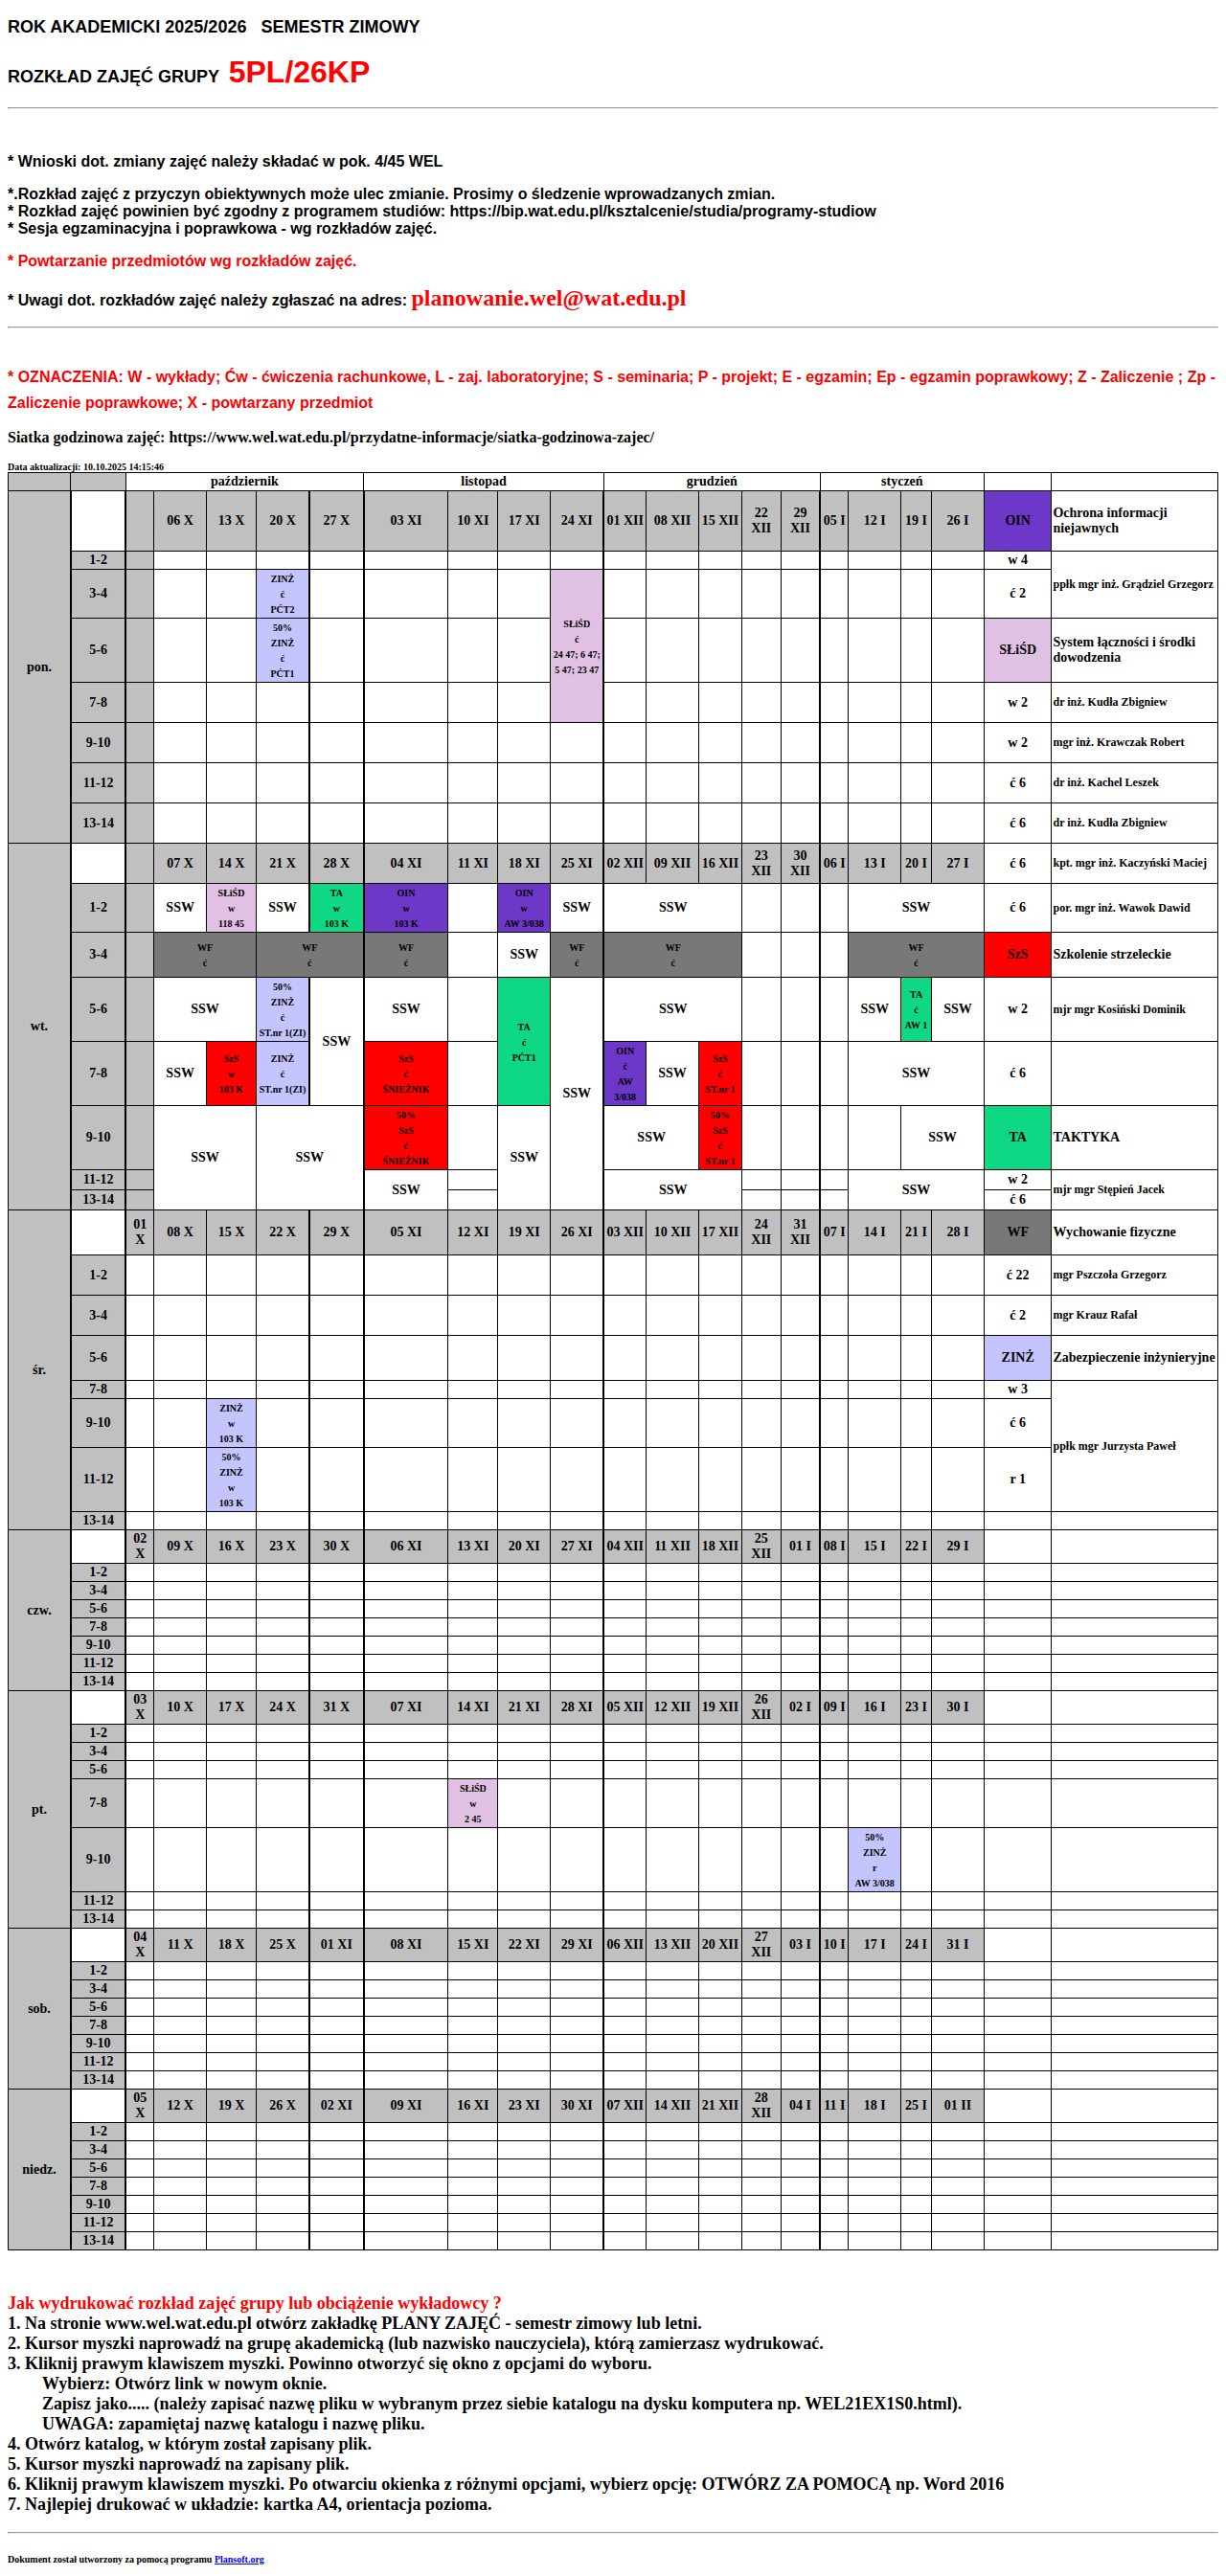 ROK AKADEMICKI 2025/2026   SEMESTR ZIMOWY
ROZKŁAD ZAJĘĆ GRUPY 5PL/26KP
* Wnioski dot. zmiany zajęć należy składać w pok. 4/45 WEL
*.Rozkład zajęć z przyczyn obiektywnych może ulec zmianie. Prosimy o śledzenie wprowadzanych zmian.
* Rozkład zajęć powinien być zgodny z programem studiów: https://bip.wat.edu.pl/ksztalcenie/studia/programy-studiow
* Sesja egzaminacyjna i poprawkowa - wg rozkładów zajęć.
* Powtarzanie przedmiotów wg rozkładów zajęć.
* Uwagi dot. rozkładów zajęć należy zgłaszać na adres: planowanie.wel@wat.edu.pl
* OZNACZENIA: W - wykłady; Ćw - ćwiczenia rachunkowe, L - zaj. laboratoryjne; S - seminaria; P - projekt; E - egzamin; Ep - egzamin poprawkowy; Z - Zaliczenie ; Zp -
Zaliczenie poprawkowe; X - powtarzany przedmiot
Siatka godzinowa zajęć: https://www.wel.wat.edu.pl/przydatne-informacje/siatka-godzinowa-zajec/
Data aktualizacji: 10.10.2025 14:15:46
październik listopad grudzień styczeń
pon. 06 X 13 X 20 X 27 X 03 XI 10 XI 17 XI 24 XI 01 XII 08 XII 15 XII 22 XII 29 XII 05 I 12 I 19 I 26 I OIN Ochrona informacji niejawnych
1-2 w 4 ppłk mgr inż. Grądziel Grzegorz
3-4 ZINŻ ć PĆT2 SŁiŚD ć 24 47; 6 47; 5 47; 23 47 ć 2
5-6 50% ZINŻ ć PĆT1 SŁiŚD System łączności i środki dowodzenia
7-8 w 2 dr inż. Kudła Zbigniew
9-10 w 2 mgr inż. Krawczak Robert
11-12 ć 6 dr inż. Kachel Leszek
13-14 ć 6 dr inż. Kudła Zbigniew
wt. 07 X 14 X 21 X 28 X 04 XI 11 XI 18 XI 25 XI 02 XII 09 XII 16 XII 23 XII 30 XII 06 I 13 I 20 I 27 I ć 6 kpt. mgr inż. Kaczyński Maciej
1-2 SSW SŁiŚD w 118 45 SSW TA w 103 K OIN w 103 K OIN w AW 3/038 SSW SSW SSW ć 6 por. mgr inż. Wawok Dawid
3-4 WF ć WF ć WF ć SSW WF ć WF ć WF ć SzS Szkolenie strzeleckie
5-6 SSW 50% ZINŻ ć ST.nr 1(ZI) SSW SSW TA ć PĆT1 SSW SSW SSW TA ć AW 1 SSW w 2 mjr mgr Kosiński Dominik
7-8 SSW SzS w 103 K ZINŻ ć ST.nr 1(ZI) SzS ć ŚNIEŻNIK OIN ć AW 3/038 SSW SzS ć ST.nr 1 SSW ć 6
9-10 SSW SSW 50% SzS ć ŚNIEŻNIK SSW SSW 50% SzS ć ST.nr 1 SSW TA TAKTYKA
11-12 SSW SSW SSW w 2 mjr mgr Stępień Jacek
13-14 ć 6
śr. 01 X 08 X 15 X 22 X 29 X 05 XI 12 XI 19 XI 26 XI 03 XII 10 XII 17 XII 24 XII 31 XII 07 I 14 I 21 I 28 I WF Wychowanie fizyczne
1-2 ć 22 mgr Pszczoła Grzegorz
3-4 ć 2 mgr Krauz Rafał
5-6 ZINŻ Zabezpieczenie inżynieryjne
7-8 w 3 ppłk mgr Jurzysta Paweł
9-10 ZINŻ w 103 K ć 6
11-12 50% ZINŻ w 103 K r 1
13-14
czw. 02 X 09 X 16 X 23 X 30 X 06 XI 13 XI 20 XI 27 XI 04 XII 11 XII 18 XII 25 XII 01 I 08 I 15 I 22 I 29 I
1-2
3-4
5-6
7-8
9-10
11-12
13-14
pt. 03 X 10 X 17 X 24 X 31 X 07 XI 14 XI 21 XI 28 XI 05 XII 12 XII 19 XII 26 XII 02 I 09 I 16 I 23 I 30 I
1-2
3-4
5-6
7-8 SŁiŚD w 2 45
9-10 50% ZINŻ r AW 3/038
11-12
13-14
sob. 04 X 11 X 18 X 25 X 01 XI 08 XI 15 XI 22 XI 29 XI 06 XII 13 XII 20 XII 27 XII 03 I 10 I 17 I 24 I 31 I
1-2
3-4
5-6
7-8
9-10
11-12
13-14
niedz. 05 X 12 X 19 X 26 X 02 XI 09 XI 16 XI 23 XI 30 XI 07 XII 14 XII 21 XII 28 XII 04 I 11 I 18 I 25 I 01 II
1-2
3-4
5-6
7-8
9-10
11-12
13-14
Jak wydrukować rozkład zajęć grupy lub obciążenie wykładowcy ?
1. Na stronie www.wel.wat.edu.pl otwórz zakładkę PLANY ZAJĘĆ - semestr zimowy lub letni.
2. Kursor myszki naprowadź na grupę akademicką (lub nazwisko nauczyciela), którą zamierzasz wydrukować.
3. Kliknij prawym klawiszem myszki. Powinno otworzyć się okno z opcjami do wyboru.
Wybierz: Otwórz link w nowym oknie.
Zapisz jako..... (należy zapisać nazwę pliku w wybranym przez siebie katalogu na dysku komputera np. WEL21EX1S0.html).
UWAGA: zapamiętaj nazwę katalogu i nazwę pliku.
4. Otwórz katalog, w którym został zapisany plik.
5. Kursor myszki naprowadź na zapisany plik.
6. Kliknij prawym klawiszem myszki. Po otwarciu okienka z różnymi opcjami, wybierz opcję: OTWÓRZ ZA POMOCĄ np. Word 2016
7. Najlepiej drukować w układzie: kartka A4, orientacja pozioma.
Dokument został utworzony za pomocą programu Plansoft.org